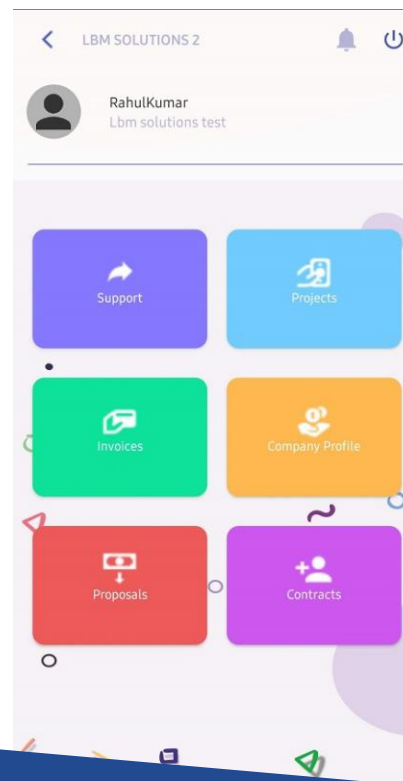 LBM SOLUTIONS 2
RahulKumar
Lbm solutions test
Support
Projects
Invoices
Company Profile
Proposals
Contracts